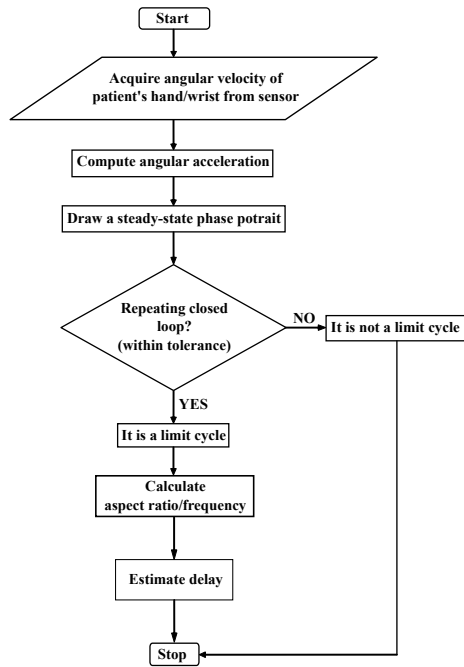 Start
Acquire angular velocity of
patient's hand/wrist from sensor
Compute angular acceleration
Draw a steady-state phase potrait
Repeating closed
loop?
(within tolerance)
NO
It is not a limit cycle
YES
It is a limit cycle
Calculate
aspect ratio/frequency
Estimate delay
Stop